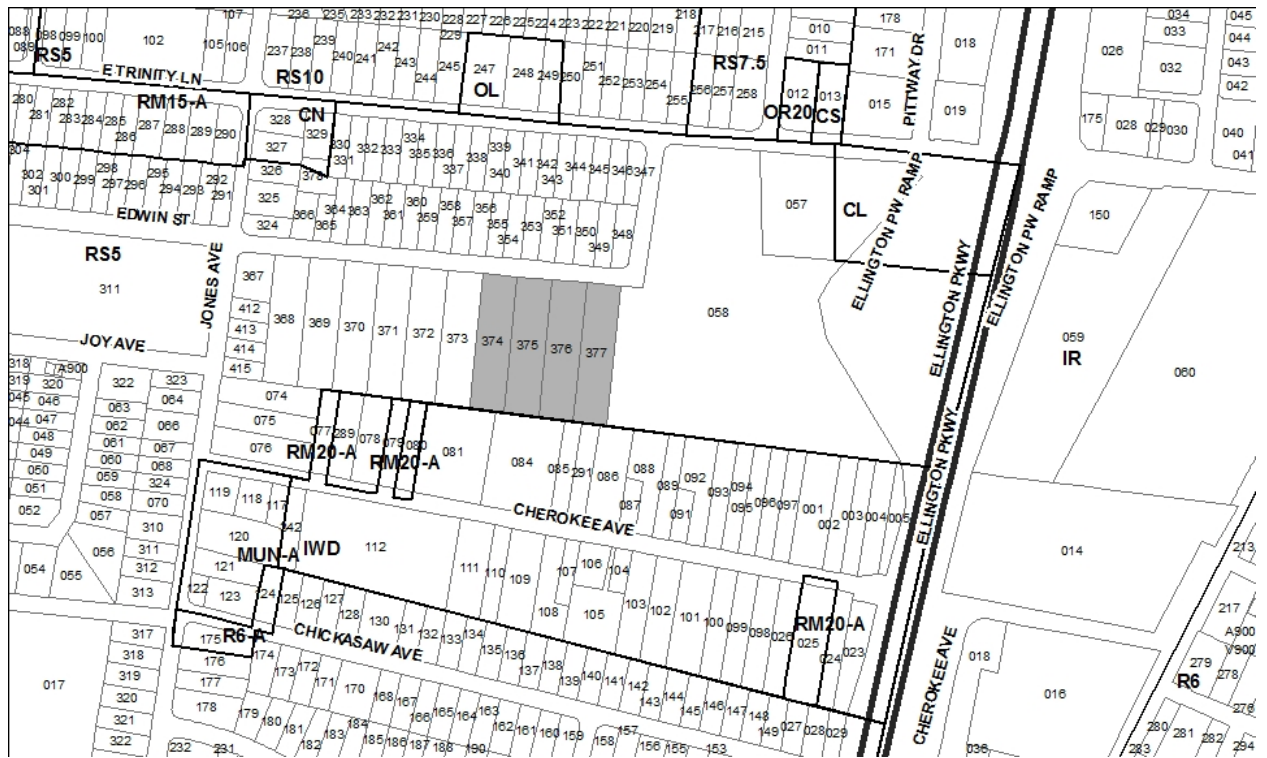 107 236 235 233 232 231 230 228 227 226 225 224 223 222 221 220 219 218 217 216 215
229
010 178 018 034 045
033 044
088 098 099 100 102 105 106
089
RS5
237 238 239 240 241 242 243 244 245 247 248 249 250 251 252 253 254 255 256 257 258
RS10
OL
RS7.5
011 171 026 032 043 042
012 013 015 019
OR20 CS
PITTWAY DR
E TRINITY LN
RM15-A
CN
280 281 282 283 284 285 286 287 288 289 290
328 329
327
175 028 029 030 040 041
330 331 332 333 334 335 336 337 338 339 340 341 342 343 344 345 346 347
304 302 301 300 299 298 297 296 295 294 293 292 291
326 378
325
324
366 365 364 363 362 361 360 359 358 357 356 355 354 353 352 351 350 349 348
EDWIN ST
057
CL
ELLINGTON PW RAMP
ELLINGTON PW RAMP
ELLINGTON PKWY
150
RS5
311
JONES AVE
367
412
413
414
415
368 369 370 371 372 373 374 375 376 377
058
059
IR
060
JOY AVE
318 A900
319 320 322 323
045 046 063 064
044 047 062 066
048 061 067
049 060 068
050 059 324
051 058 070
052 057 310
074
075
076
077 289 078 079 080 081
RM20-A
RM20-A
084 085 291 086 087 088 089 091 092 093 094 095 096 097 001 002 003 004 005
CHEROKEE AVE
ELLINGTON PKWY
119 118 117
342
120
MUN-A IWD
112
121
122 123 124
111 110 109 108 107 106 104 105 103 102 101 100 099 098 026 025 024 023
RM20-A
014
213
054 055 056 311 312 313
125 126 127 128 130 131 132 133 134 135 136 137 138 139 140 141 142 143 144 145 146 147 148 149 027 028 029
175
R6-A
CHICKASAW AVE
217
A900
V900
279 278
R6
276
017
317
318
319
320
321
322
176
177
178
174 173 172 171 170 168 167 166 165 164 163 162 161 160 159 158 157 156 155 153
179 180 181 182 183 184 185 186 187 188 190
232 231
CHEROKEE AVE
018
016
036
280 281 282
283
294